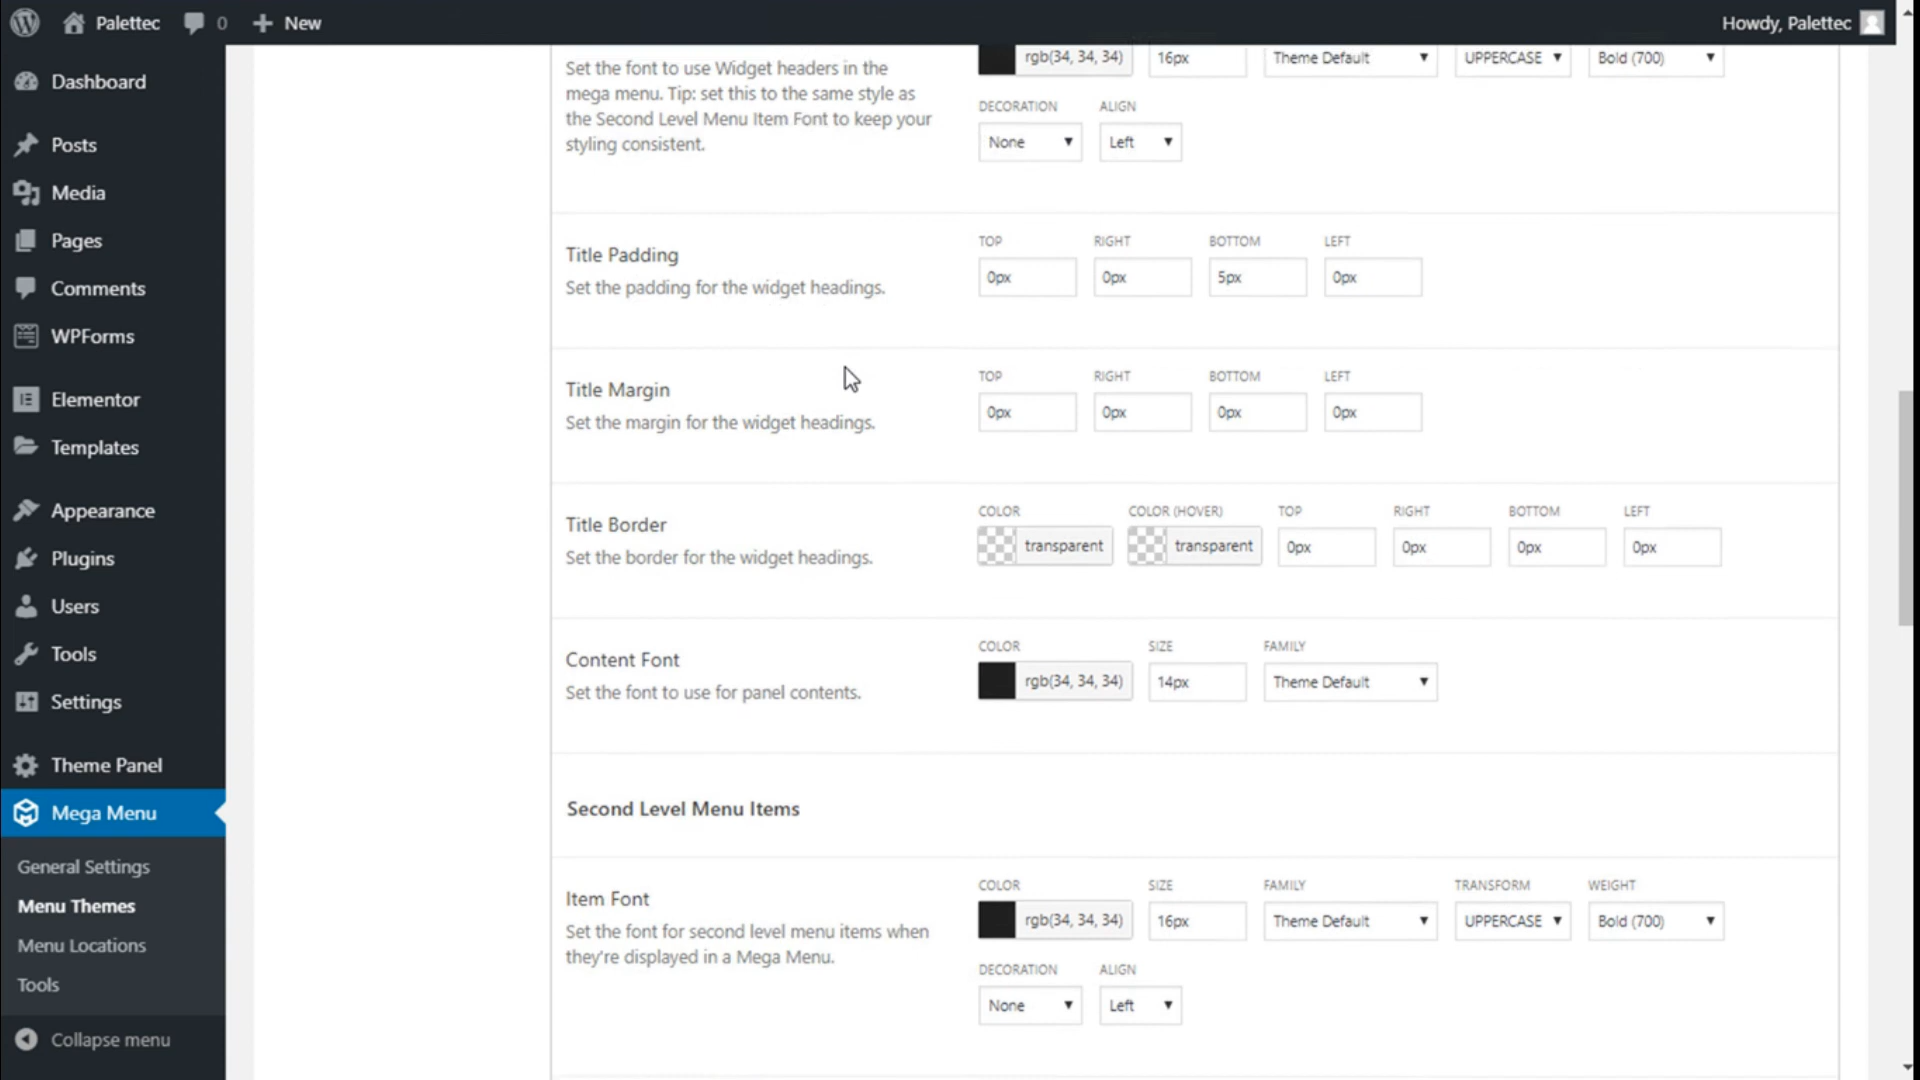 Palettec 0 New Howdy, Palettec
Dashboard
Posts
Media
Pages
Comments
WPForms
Elementor
Templates
Appearance
Plugins
Users
Tools
Settings
Theme Panel
Mega Menu
General Settings
Menu Themes
Menu Locations
Tools
Collapse menu
Set the font to use Widget headers in the
mega menu. Tip: set this to the same style as
the Second Level Menu Item Font to keep your
styling consistent.
rgb(34, 34, 34) 16px Theme Default UPPERCASE Bold (700)
DECORATION ALIGN
None Left
Title Padding
Set the padding for the widget headings.
TOP RIGHT BOTTOM LEFT
0px 0px 5px 0px
Title Margin
Set the margin for the widget headings.
TOP RIGHT BOTTOM LEFT
0px 0px 0px 0px
Title Border
Set the border for the widget headings.
COLOR COLOR (HOVER) TOP RIGHT BOTTOM LEFT
transparent transparent 0px 0px 0px 0px
Content Font
Set the font to use for panel contents.
COLOR SIZE FAMILY
rgb(34, 34, 34) 14px Theme Default
Second Level Menu Items
Item Font
Set the font for second level menu items when
they're displayed in a Mega Menu.
COLOR SIZE FAMILY TRANSFORM WEIGHT
rgb(34, 34, 34) 16px Theme Default UPPERCASE Bold (700)
DECORATION ALIGN
None Left